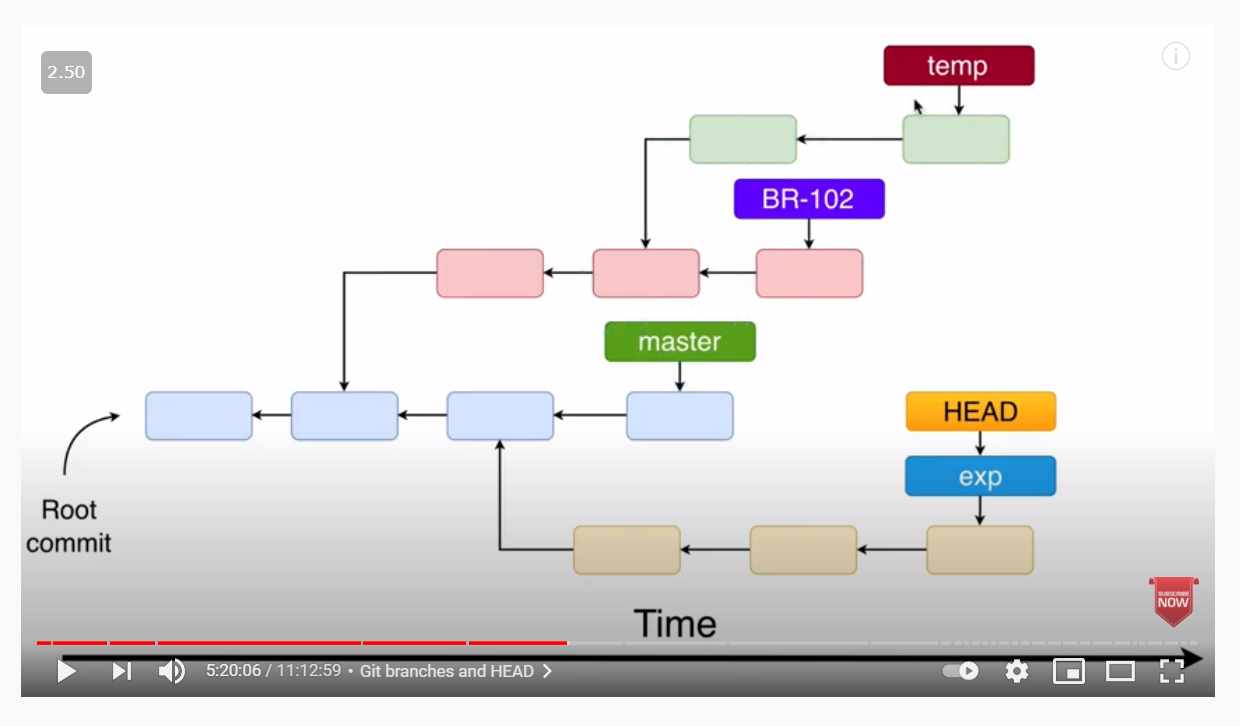 2.50
temp
BR-102
master
HEAD
exp
Root
commit
SUBSCRIBE
NOW
Time
5:20:06 / 11:12:59 • Git branches and HEAD